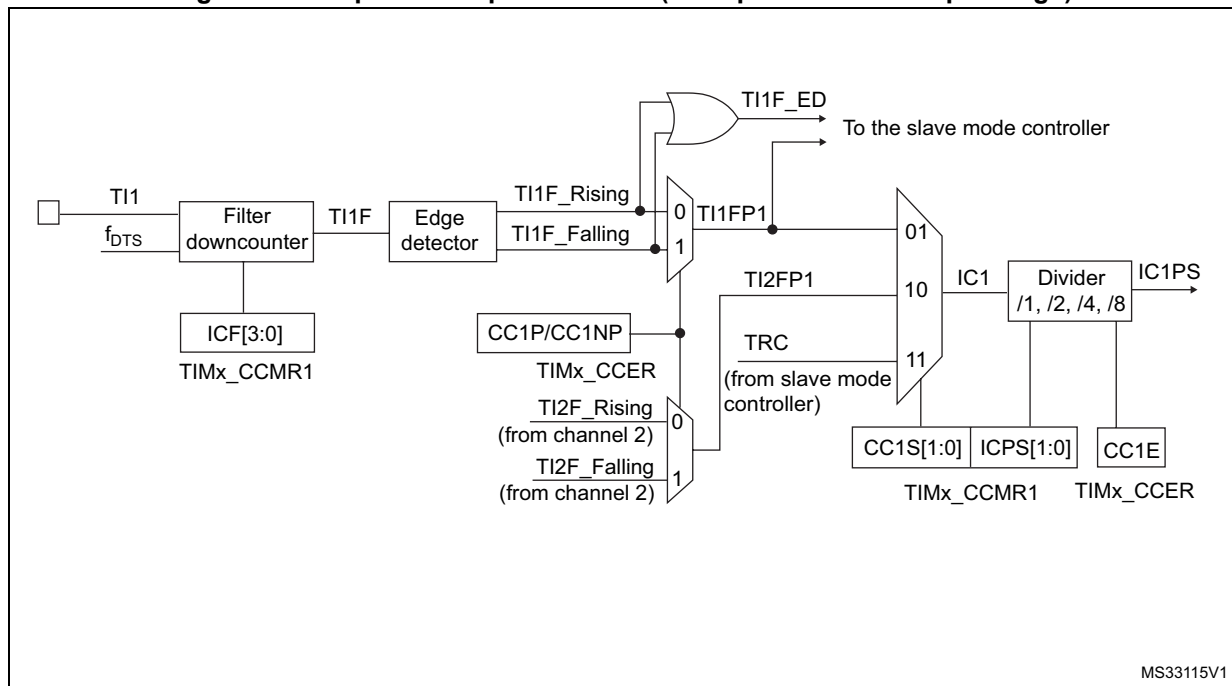 TI1F_ED
To the slave mode controller
TI1
f_DTS
Filter
downcounter
ICF[3:0]
TIMx_CCMR1
TI1F
Edge
detector
TI1F_Rising
TI1F_Falling
0
1
TI1FP1
CC1P/CC1NP
TIMx_CCER
TI2F_Rising
(from channel 2)
TI2F_Falling
(from channel 2)
0
1
TI2FP1
TRC
(from slave mode
controller)
01
10
11
IC1
Divider
/1, /2, /4, /8
IC1PS
CC1S[1:0]
ICPS[1:0]
TIMx_CCMR1
CC1E
TIMx_CCER
MS33115V1